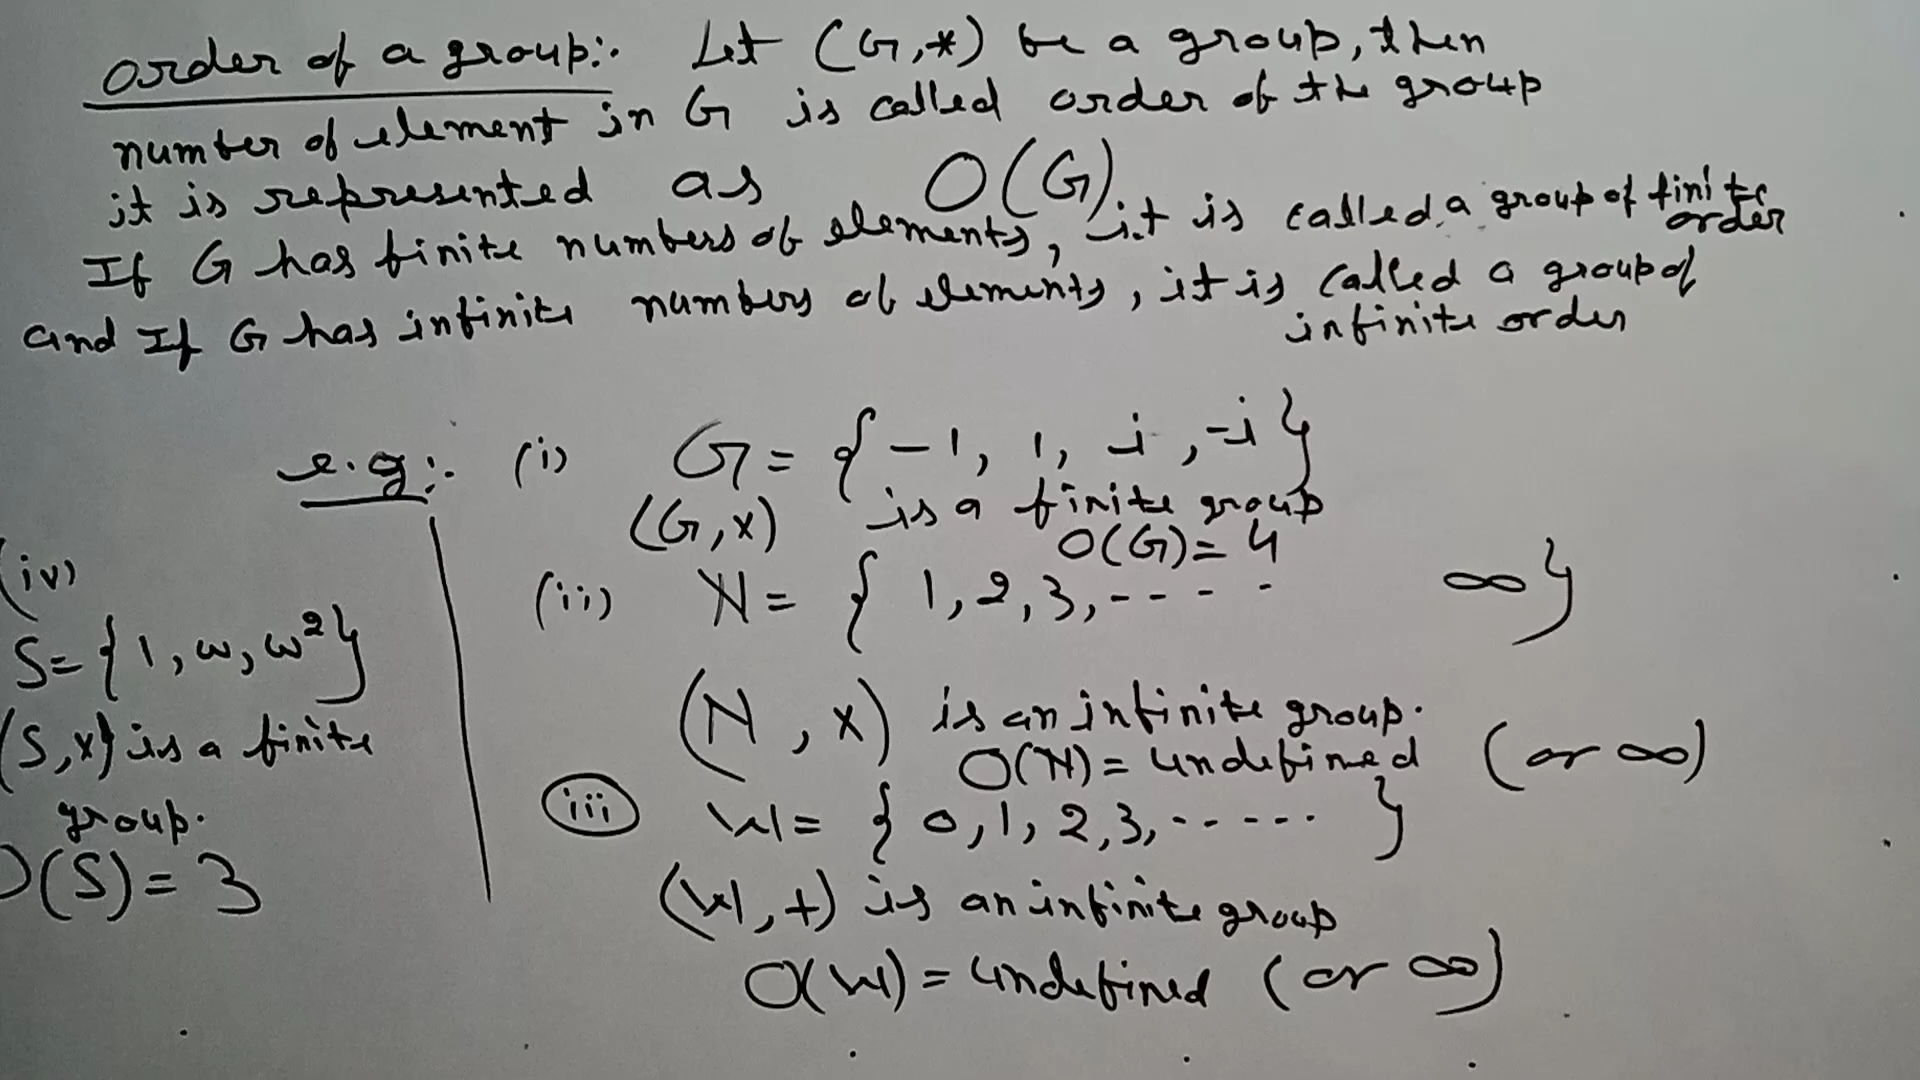 order of a group:. Let (G,*) be a group, then
number of element in G is called order of the group
it is represented as O(G)
If G has finite numbers of elements, it is called a group of finite order
and If G has infinite numbers of elements, it is called a group of infinite order
e.g:. (i) G = {-1, 1, i, -i}
(G,x) is a finite group
O(G) = 4
(ii) N = { 1, 2, 3, ---- ∞}
(N, x) is an infinite group.
O(N) = undefined (or ∞)
(iii) W = { 0, 1, 2, 3, ----- }
(W, +) is an infinite group
O(W) = undefined (or ∞)
(iv)
S = {1, ω, ω²}
(S,x) is a finite
group.
O(S) = 3